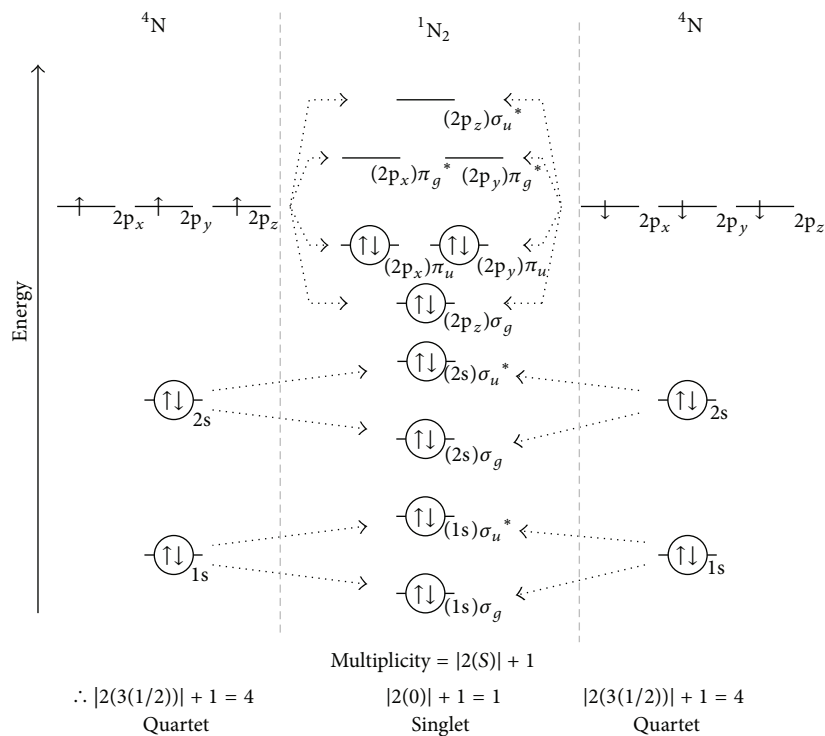 ⁴N ¹N₂ ⁴N
(2p_z)σ_u*
(2p_x)π_g* (2p_y)π_g*
2p_x 2p_y 2p_z 2p_x 2p_y 2p_z
(2p_x)π_u (2p_y)π_u
Energy
(2p_z)σ_g
(2s)σ_u*
2s 2s
(2s)σ_g
(1s)σ_u*
1s 1s
(1s)σ_g
Multiplicity = |2(S)| + 1
∴ |2(3(1/2))| + 1 = 4 |2(0)| + 1 = 1 |2(3(1/2))| + 1 = 4
Quartet Singlet Quartet